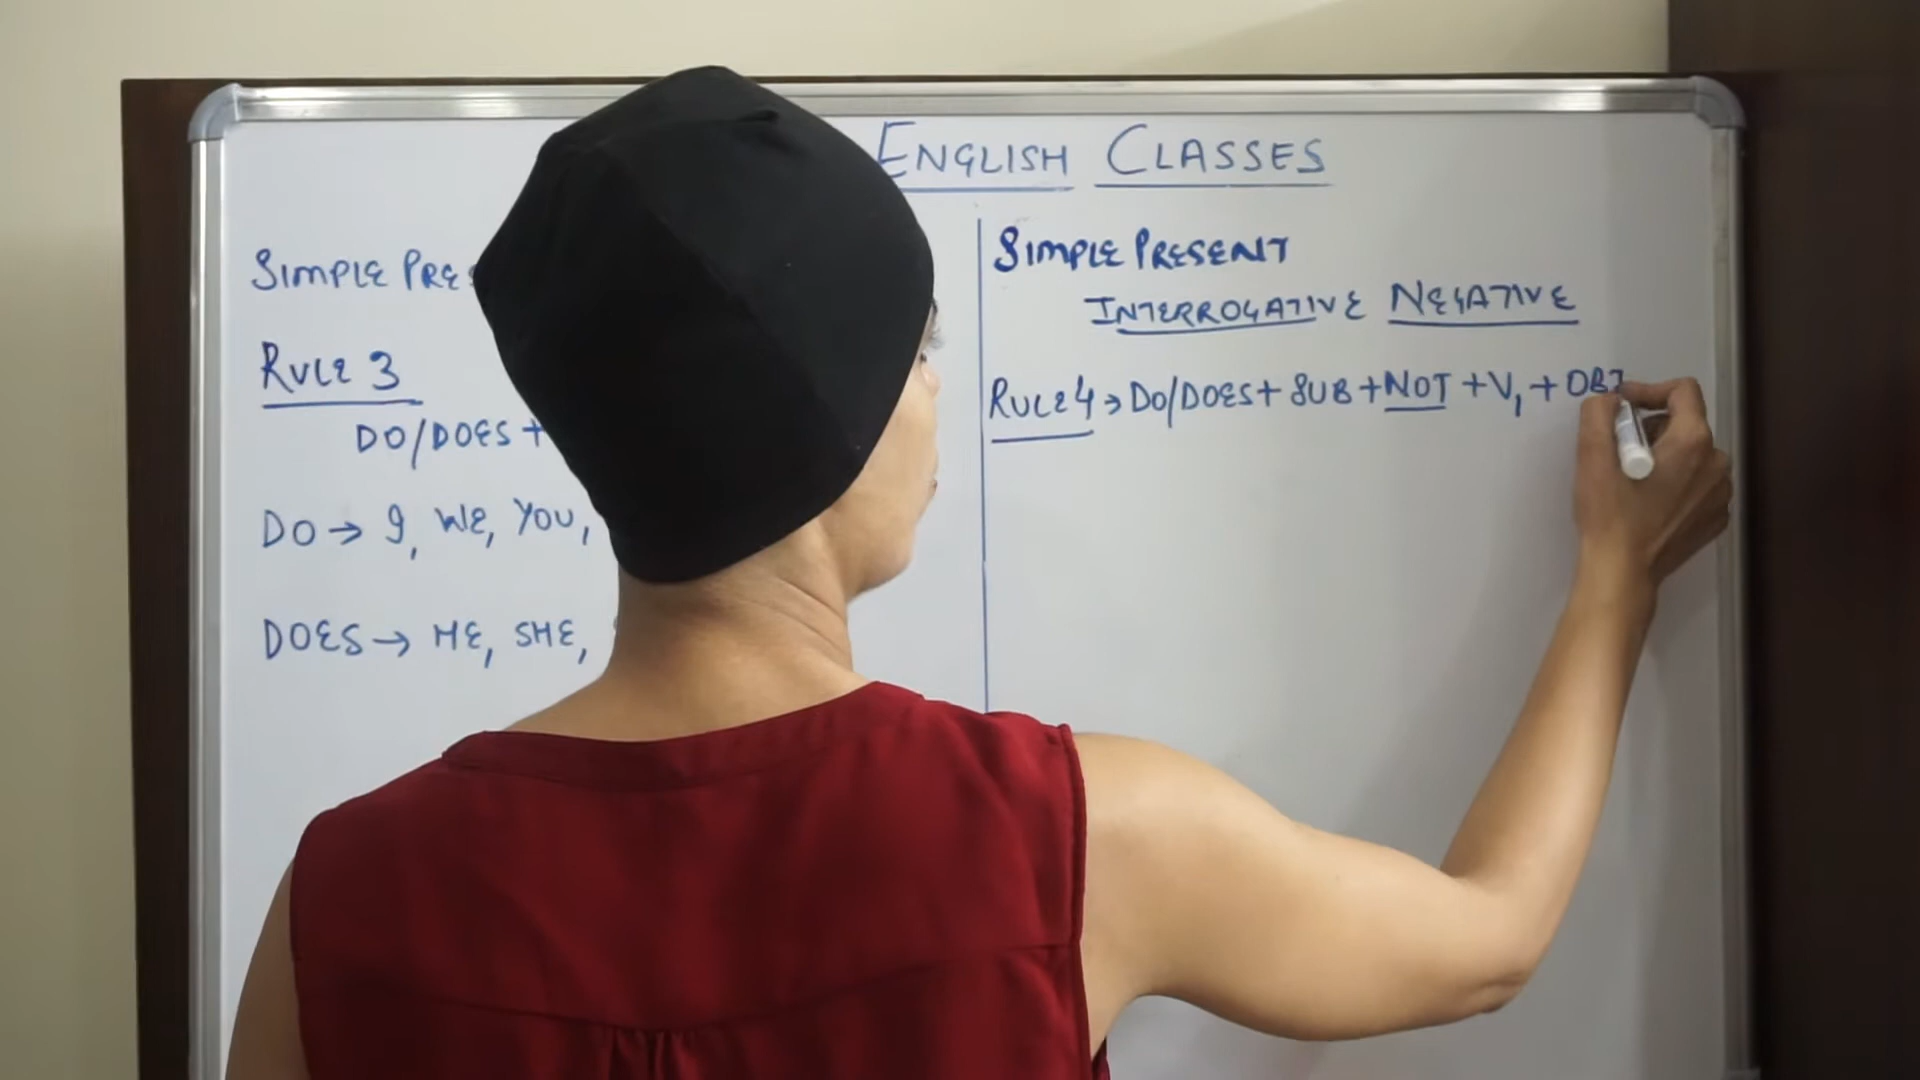 ENGLISH CLASSES
SIMPLE PRE
RULE 3
DO/DOES +
DO → I, WE, YOU,
DOES → HE, SHE,
SIMPLE PRESENT
INTERROGATIVE NEGATIVE
RULE 4 → DO/DOES + SUB + NOT + V1 + OBJ